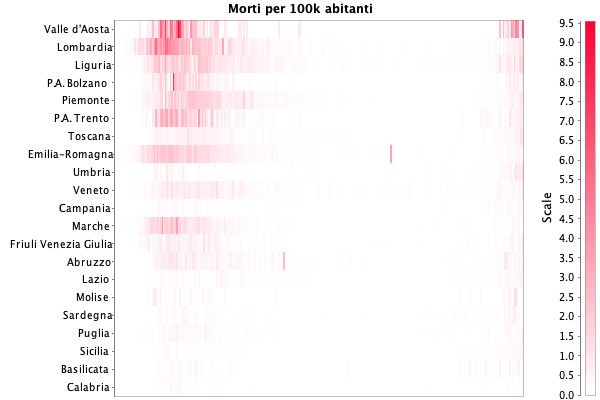 Morti per 100k abitanti
Valle d'Aosta
Lombardia
Liguria
P.A. Bolzano
Piemonte
P.A. Trento
Toscana
Emilia-Romagna
Umbria
Veneto
Campania
Marche
Friuli Venezia Giulia
Abruzzo
Lazio
Molise
Sardegna
Puglia
Sicilia
Basilicata
Calabria
Scale
9.5
9.0
8.5
8.0
7.5
7.0
6.5
6.0
5.5
5.0
4.5
4.0
3.5
3.0
2.5
2.0
1.5
1.0
0.5
0.0